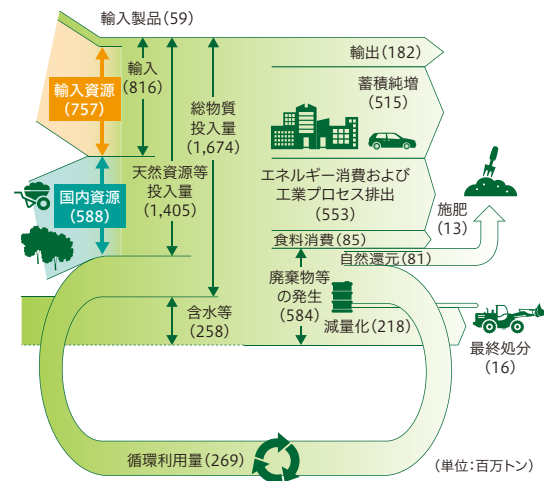 輸入製品(59)
輸入
(816)
輸入資源
(757)
国内資源
(588)
天然資源等
投入量
(1,405)
総物質
投入量
(1,674)
含水等
(258)
輸出(182)
蓄積純増
(515)
エネルギー消費および
工業プロセス排出
(553)
食料消費(85)
施肥
(13)
自然還元(81)
廃棄物等
の発生
(584)
減量化(218)
最終処分
(16)
循環利用量(269)
(単位:百万トン)